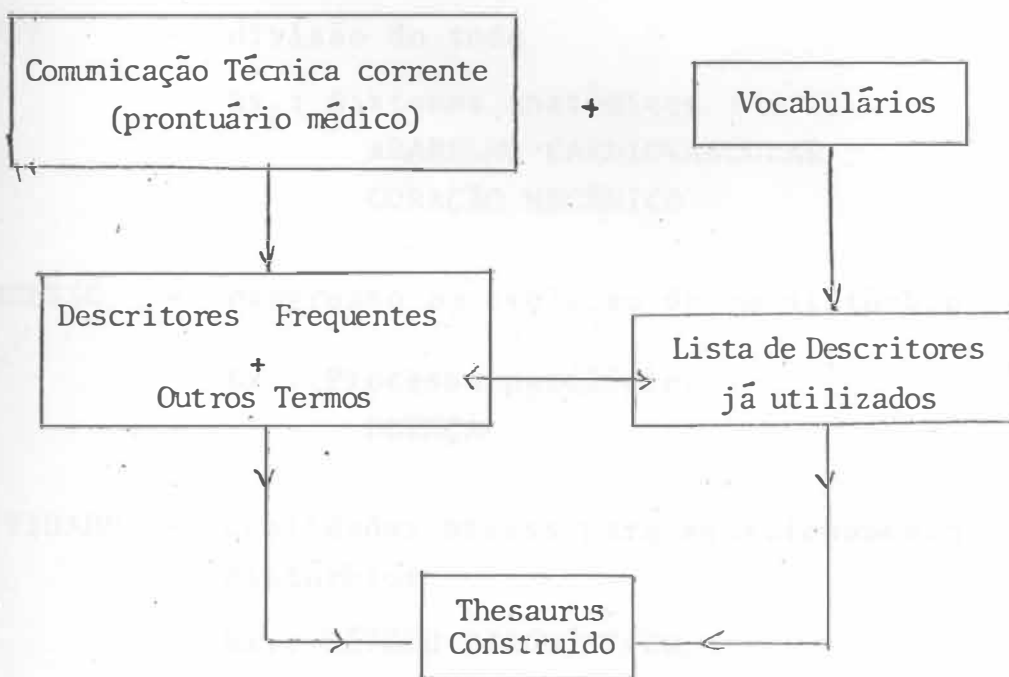 Comunicação Técnica corrente
(prontuário médico)
+
Vocabulários
Descritores Frequentes
+
Outros Termos
Lista de Descritores
já utilizados
Thesaurus
Construido